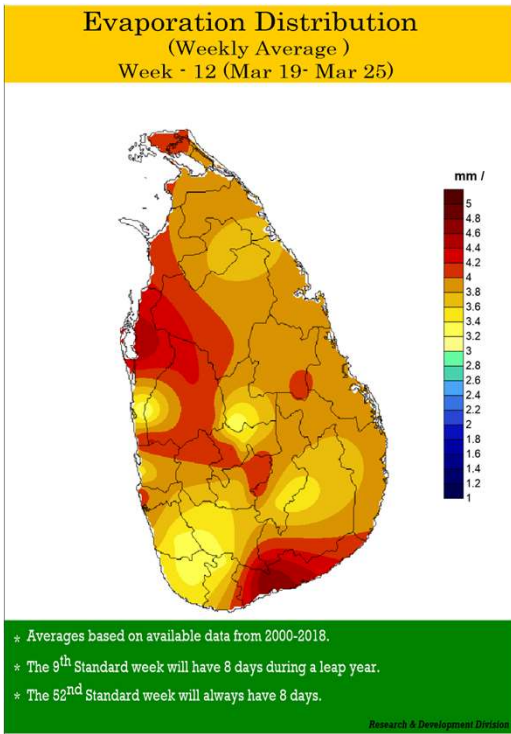 Evaporation Distribution
(Weekly Average )
Week - 12 (Mar 19- Mar 25)
mm /
5
4.8
4.6
4.4
4.2
4
3.8
3.6
3.4
3.2
3
2.8
2.6
2.4
2.2
2
1.8
1.6
1.4
1.2
1
* Averages based on available data from 2000-2018.
* The 9th Standard week will have 8 days during a leap year.
* The 52nd Standard week will always have 8 days.
Research & Development Division